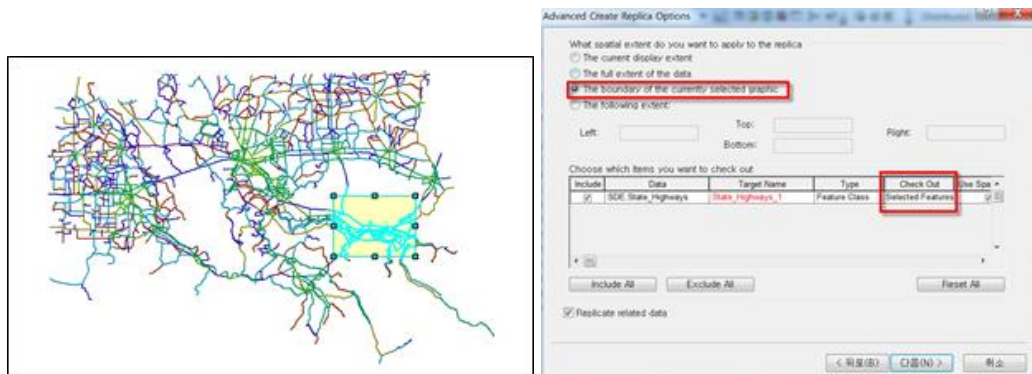 Advanced Create Replica Options
What spatial extent do you want to apply to the replica
The current display extent
The full extent of the data
The boundary of the currently selected graphic
The following extent:
Top:
Left:
Right:
Bottom:
Choose which items you want to check out
Include Data Target Name Type Check Out Use Spa
SDE.State_Highways State_Highways_1 Feature Class Selected Features
Include All Exclude All Reset All
Replicate related data
< 뒤로(B) 다음(N) > 취소